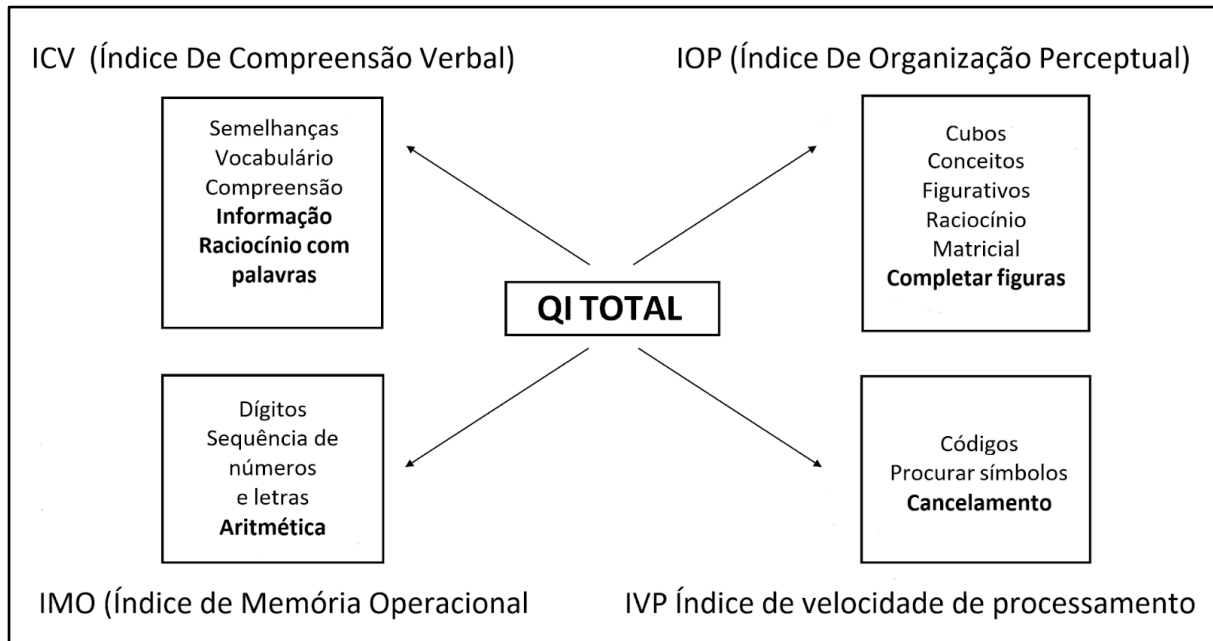 ICV (Índice De Compreensão Verbal)
Semelhanças
Vocabulário
Compreensão
Informação
Raciocínio com
palavras
IOP (Índice De Organização Perceptual)
Cubos
Conceitos
Figurativos
Raciocínio
Matricial
Completar figuras
QI TOTAL
Dígitos
Sequência de
números
e letras
Aritmética
IMO (Índice de Memória Operacional
Códigos
Procurar símbolos
Cancelamento
IVP Índice de velocidade de processamento